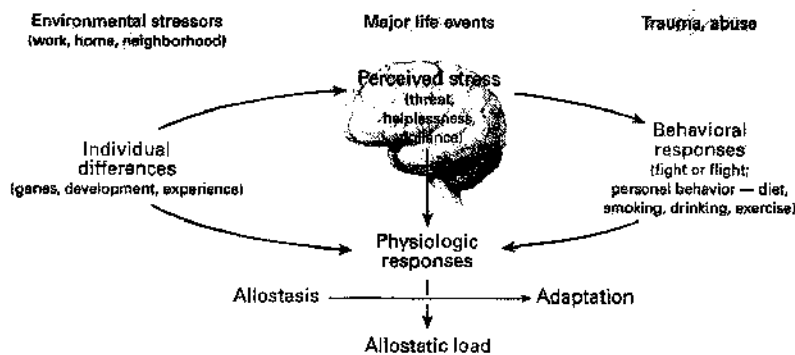 Environmental stressors
(work, home, neighborhood)
Major life events
Trauma, abuse
Perceived stress
(threat,
helplessness,
vigilance)
Individual
differences
(genes, development, experience)
Behavioral
responses
(fight or flight;
personal behavior — diet,
smoking, drinking, exercise)
Physiologic
responses
Allostasis
Adaptation
Allostatic load